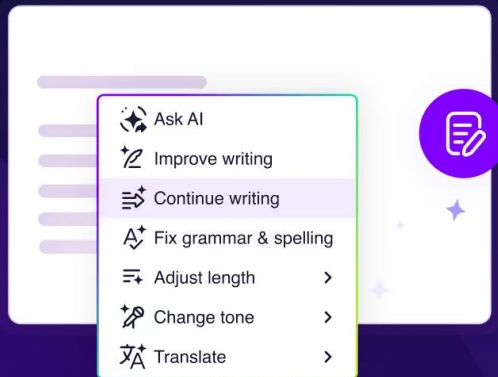 Ask AI
Improve writing
Continue writing
Fix grammar & spelling
Adjust length
Change tone
Translate